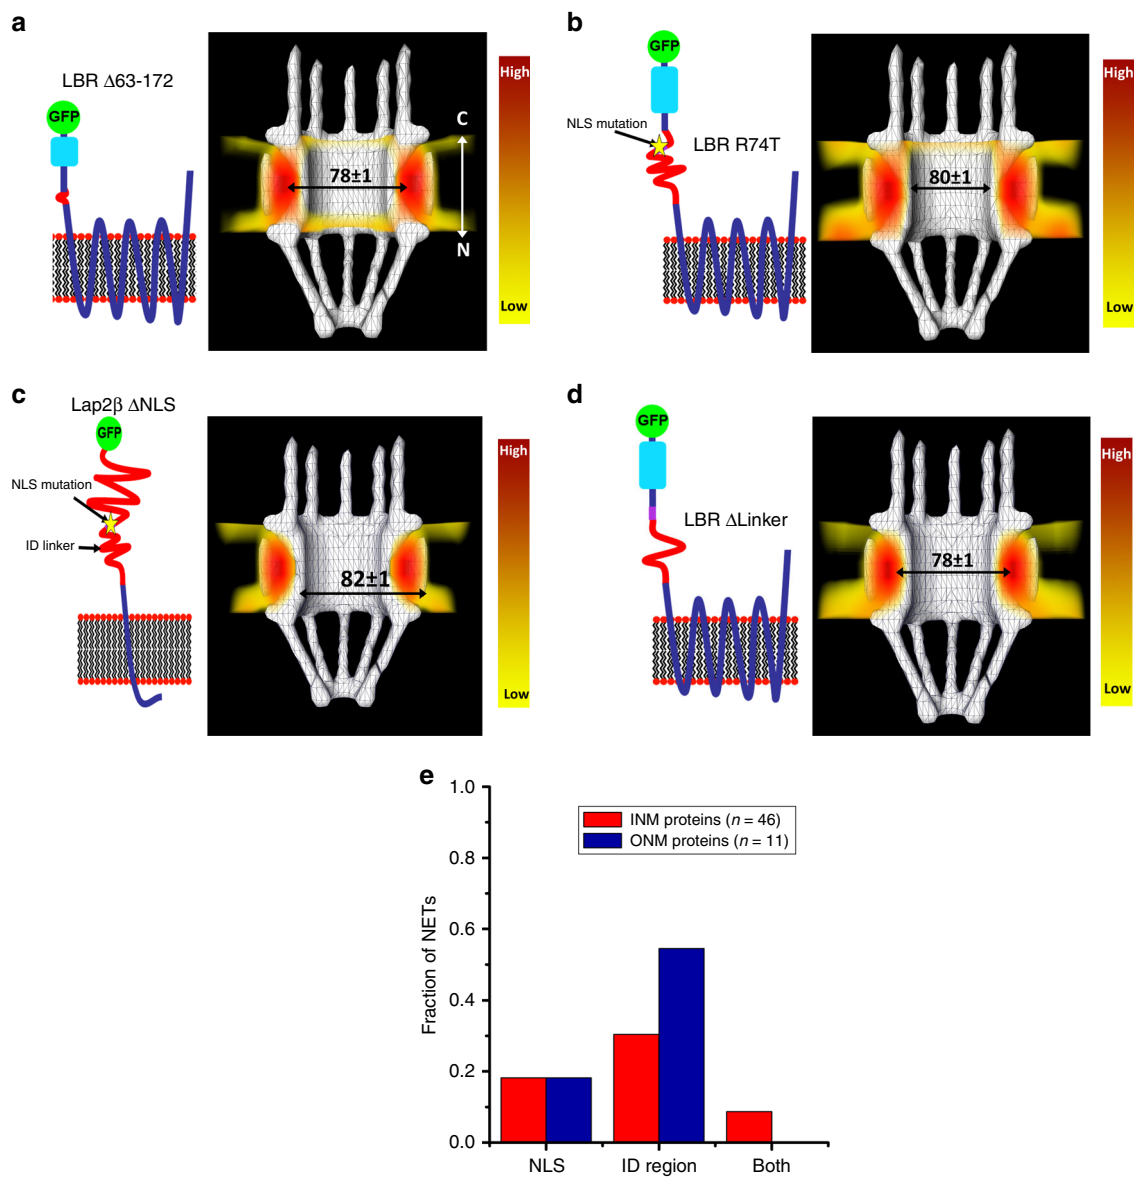 a
LBR Δ63-172
GFP
78±1
C
N
High
Low
b
GFP
NLS mutation
LBR R74T
80±1
High
Low
c
Lap2β ΔNLS
GFP
NLS mutation
ID linker
82±1
High
Low
d
GFP
LBR ΔLinker
78±1
High
Low
e
Fraction of NETs
1.0
0.8
0.6
0.4
0.2
0.0
INM proteins (n = 46)
ONM proteins (n = 11)
NLS
ID region
Both